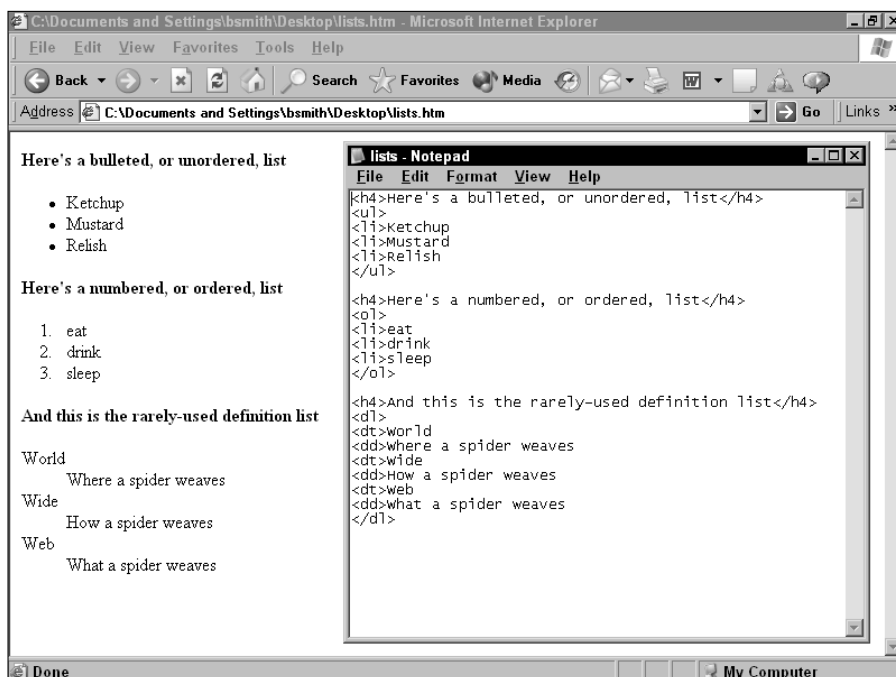 C:\Documents and Settings\bsmith\Desktop\lists.htm - Microsoft Internet Explorer
File Edit View Favorites Tools Help
Back Search Favorites Media
Address C:\Documents and Settings\bsmith\Desktop\lists.htm Go Links »
Here's a bulleted, or unordered, list
• Ketchup
• Mustard
• Relish
Here's a numbered, or ordered, list
1. eat
2. drink
3. sleep
And this is the rarely-used definition list
World
Where a spider weaves
Wide
How a spider weaves
Web
What a spider weaves
lists - Notepad
File Edit Format View Help
<h4>Here's a bulleted, or unordered, list</h4>
<ul>
<li>Ketchup
<li>Mustard
<li>Relish
</ul>
<h4>Here's a numbered, or ordered, list</h4>
<ol>
<li>eat
<li>drink
<li>sleep
</ol>
<h4>And this is the rarely-used definition list</h4>
<dl>
<dt>World
<dd>Where a spider weaves
<dt>Wide
<dd>How a spider weaves
<dt>Web
<dd>What a spider weaves
</dl>
Done My Computer